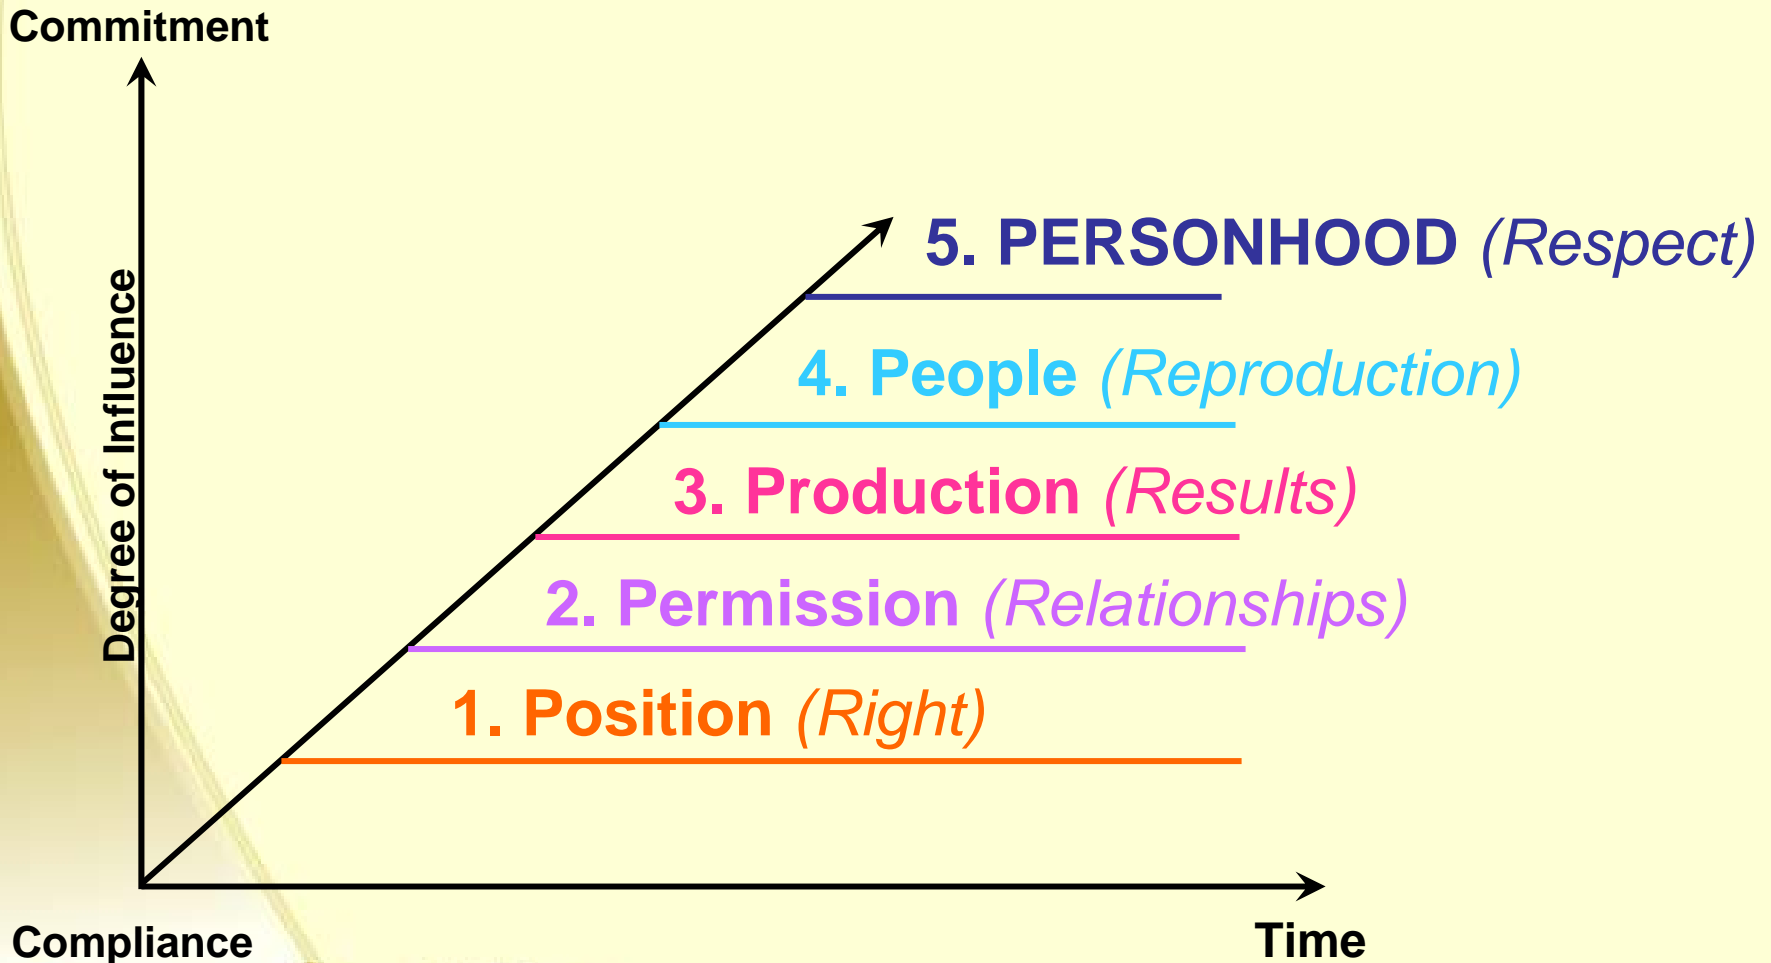 Commitment
5. PERSONHOOD (Respect)
Degree of Influence
4. People (Reproduction)
3. Production (Results)
2. Permission (Relationships)
1. Position (Right)
Compliance
Time